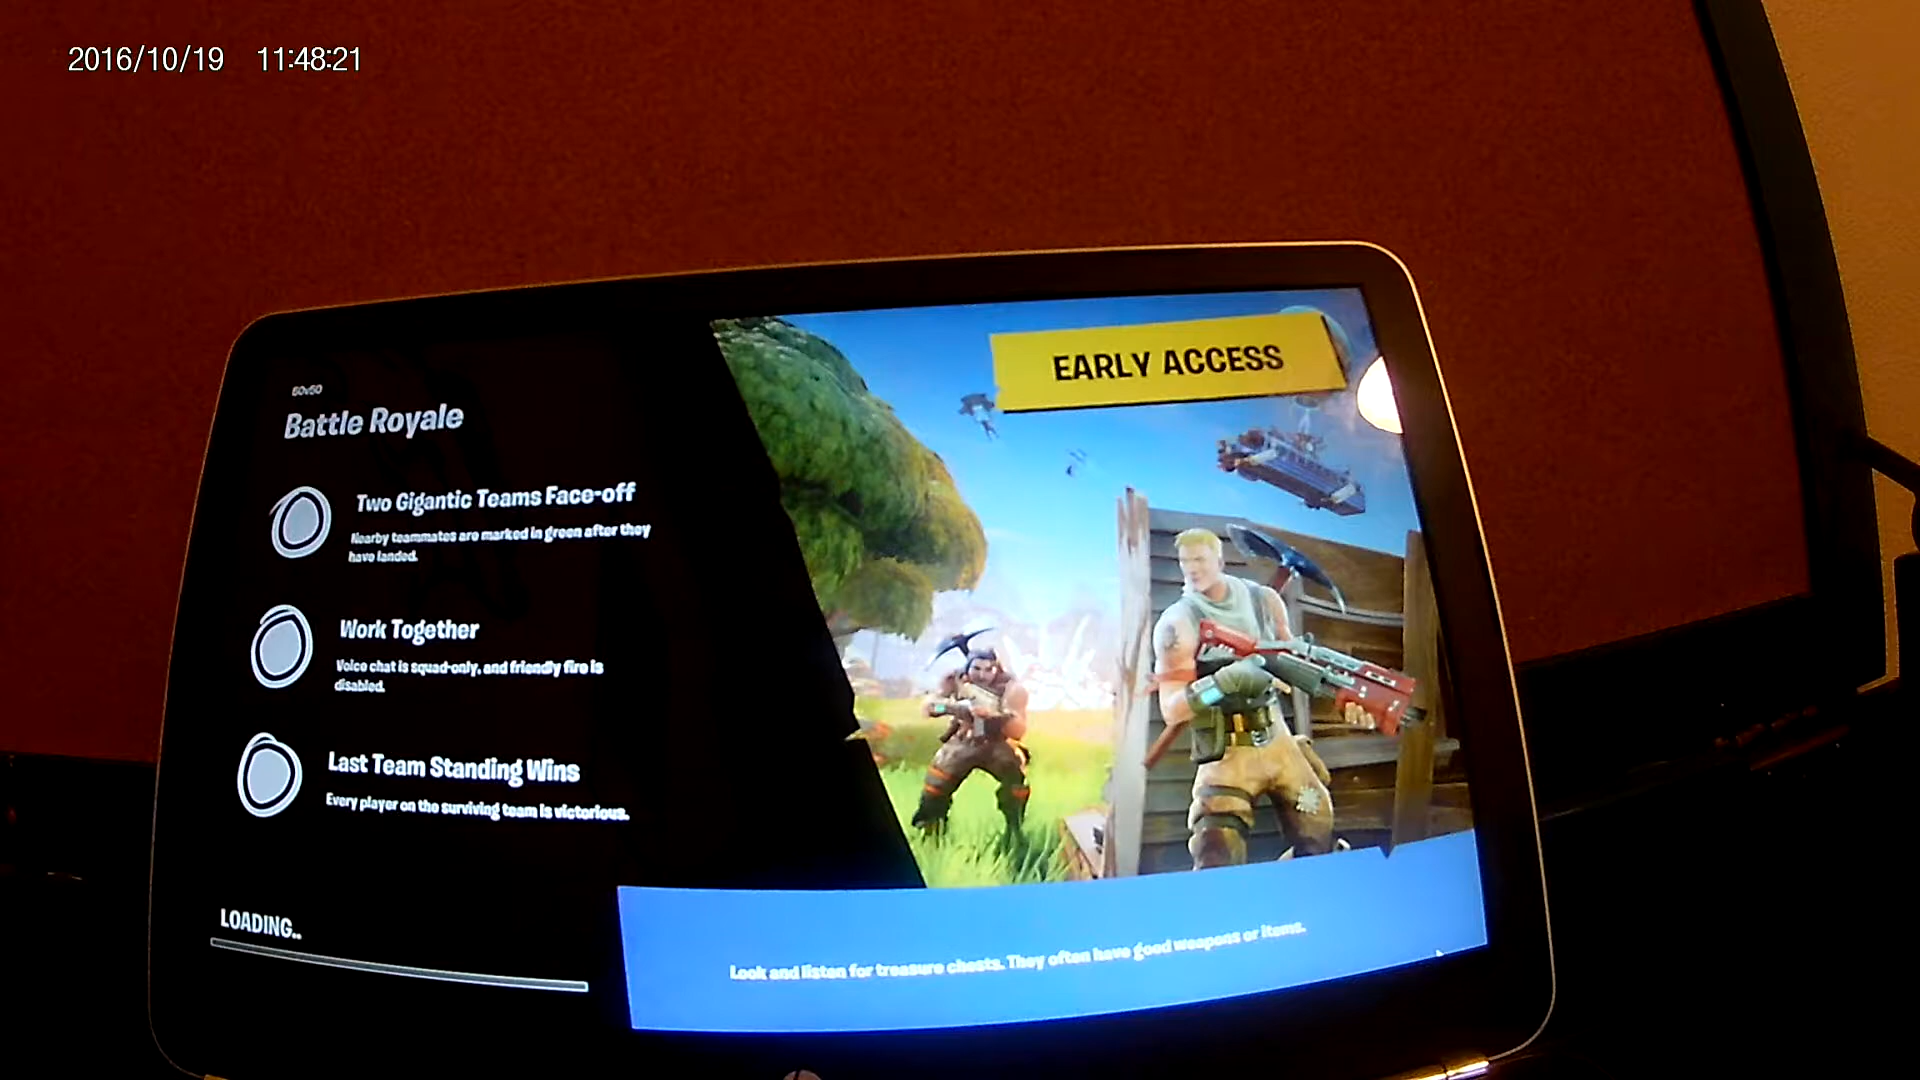 2016/10/19 11:48:21
EARLY ACCESS
50v50
Battle Royale
Two Gigantic Teams Face-off
Nearby teammates are marked in green after they
have landed.
Work Together
Voice chat is squad-only, and friendly fire is
disabled.
Last Team Standing Wins
Every player on the surviving team is victorious.
LOADING..
Look and listen for treasure chests. They often have good weapons or items.